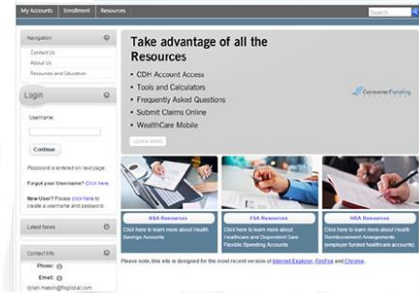 My Accounts Enrollment Resources
Search
Navigation
Contact Us
About Us
Resources and Education
Login
Username:
Continue
Password is entered on next page.
Forgot your Username? Click here.
New User? Please click here to
create a username and password.
Latest News
Contact Info
Phone:
Email:
dylan.mason@fisglobal.com
Take advantage of all the
Resources
• CDH Account Access
• Tools and Calculators
• Frequently Asked Questions
• Submit Claims Online
• WealthCare Mobile
LEARN MORE
ConsumerFunding
HSA Resources
Click here to learn more about Health
Savings Accounts
FSA Resources
Click here to learn more about
Healthcare and Dependent Care
Flexible Spending Accounts
HRA Resources
Click here to learn more about Health
Reimbursement Arrangements
(employer funded healthcare accounts)
Please note, this site is designed for the most recent version of Internet Explorer, FireFox and Chrome.